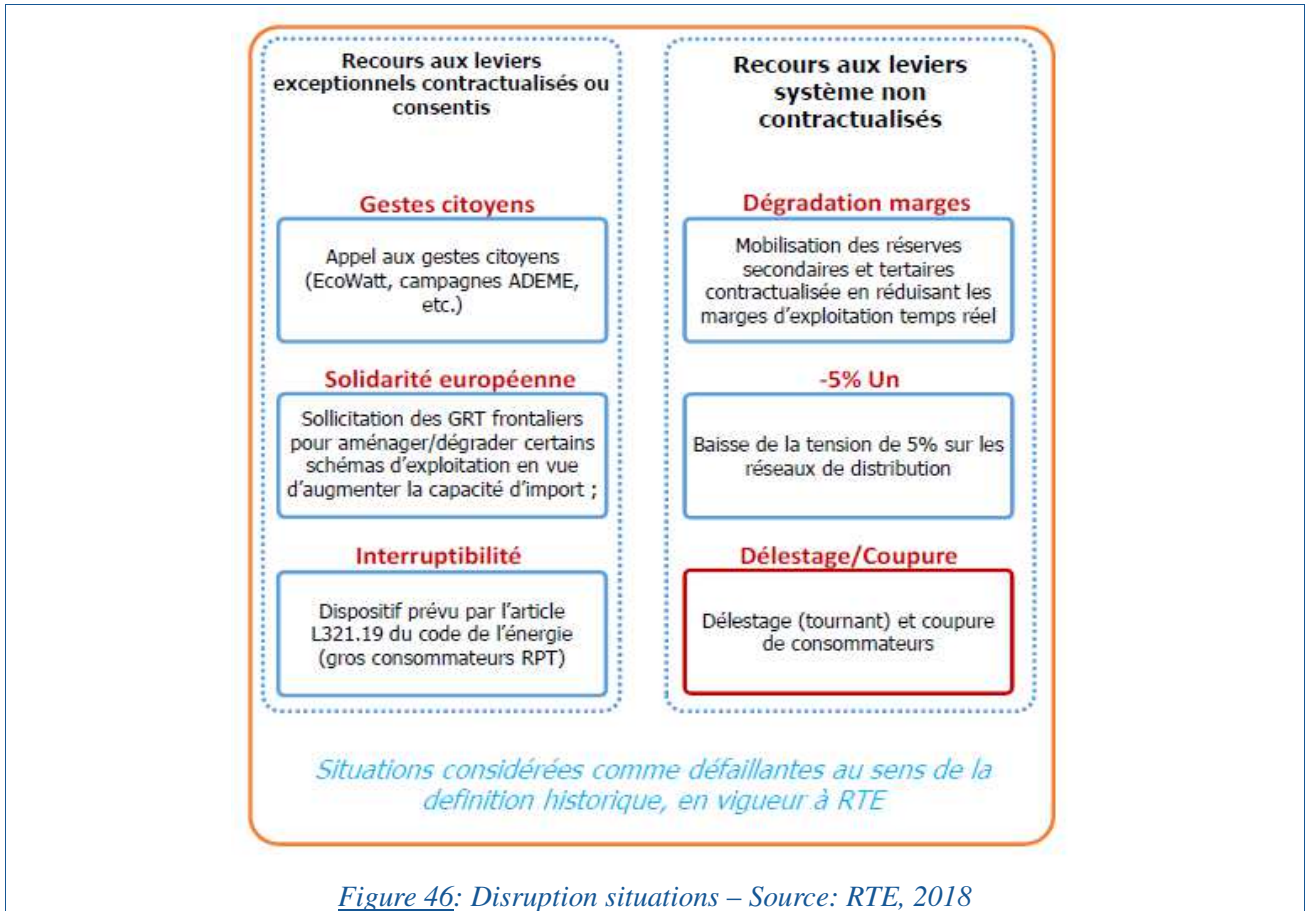 Recours aux leviers
exceptionnels contractualisés ou
consentis
Gestes citoyens
Appel aux gestes citoyens
(EcoWatt, campagnes ADEME,
etc.)
Solidarité européenne
Sollicitation des GRT frontaliers
pour aménager/dégrader certains
schémas d'exploitation en vue
d'augmenter la capacité d'import ;
Interruptibilité
Dispositif prévu par l'article
L321.19 du code de l'énergie
(gros consommateurs RPT)
Recours aux leviers
système non
contractualisés
Dégradation marges
Mobilisation des réserves
secondaires et tertaires
contractualisée en réduisant les
marges d'exploitation temps réel
-5% Un
Baisse de la tension de 5% sur les
réseaux de distribution
Délestage/Coupure
Délestage (tournant) et coupure
de consommateurs
Situations considérées comme défaillantes au sens de la
definition historique, en vigueur à RTE
Figure 46: Disruption situations – Source: RTE, 2018